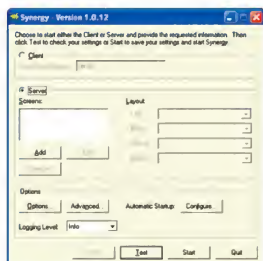 Synergy - Version 1.0.12
Choose to start either the Client or Server and provide the requested information. Then
click Test to check your settings or Start to save your settings and start Synergy.
Client
Server
Screens:
Layout
Add
Options
Options...
Advanced...
Automatic Startup:
Configure...
Logging Level:
Info
Test
Start
Quit